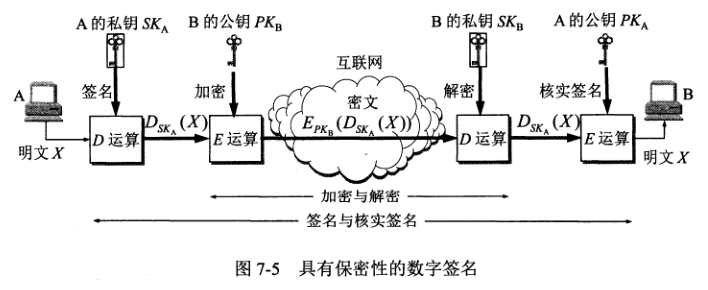 A 的私钥 SK_A B 的公钥 PK_B B 的私钥 SK_B A 的公钥 PK_A
互联网
A 签名 加密 密文 解密 核实签名 B
D_{SK_A}(X) E_{PK_B}(D_{SK_A}(X)) D_{SK_A}(X)
D 运算 E 运算 D 运算 E 运算
明文 X 明文 X
加密与解密
签名与核实签名
图 7-5 具有保密性的数字签名